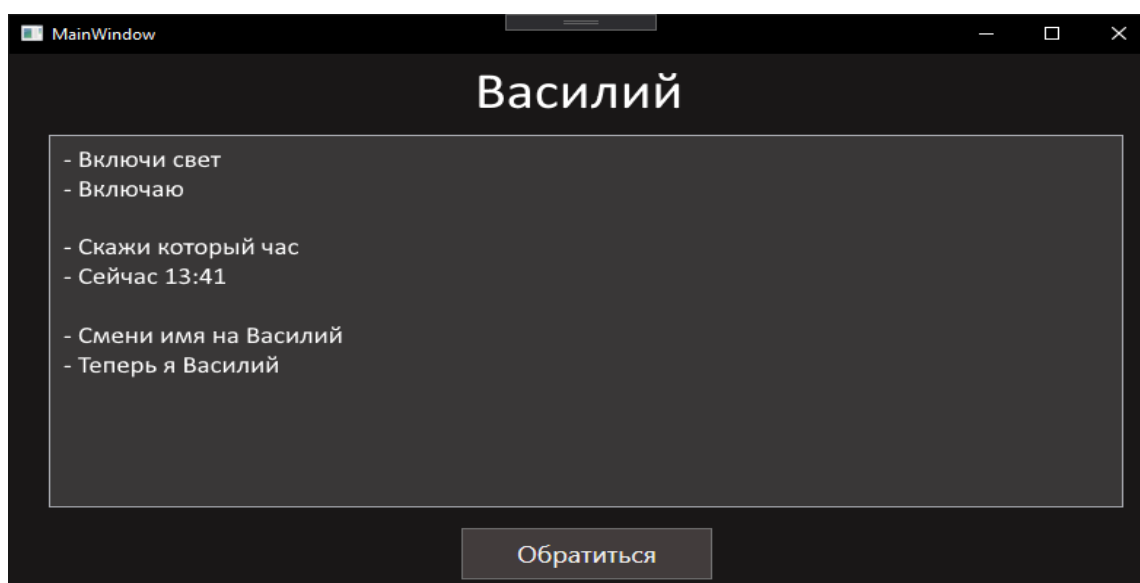 MainWindow
Василий
- Включи свет
- Включаю
- Скажи который час
- Сейчас 13:41
- Смени имя на Василий
- Теперь я Василий
Обратиться